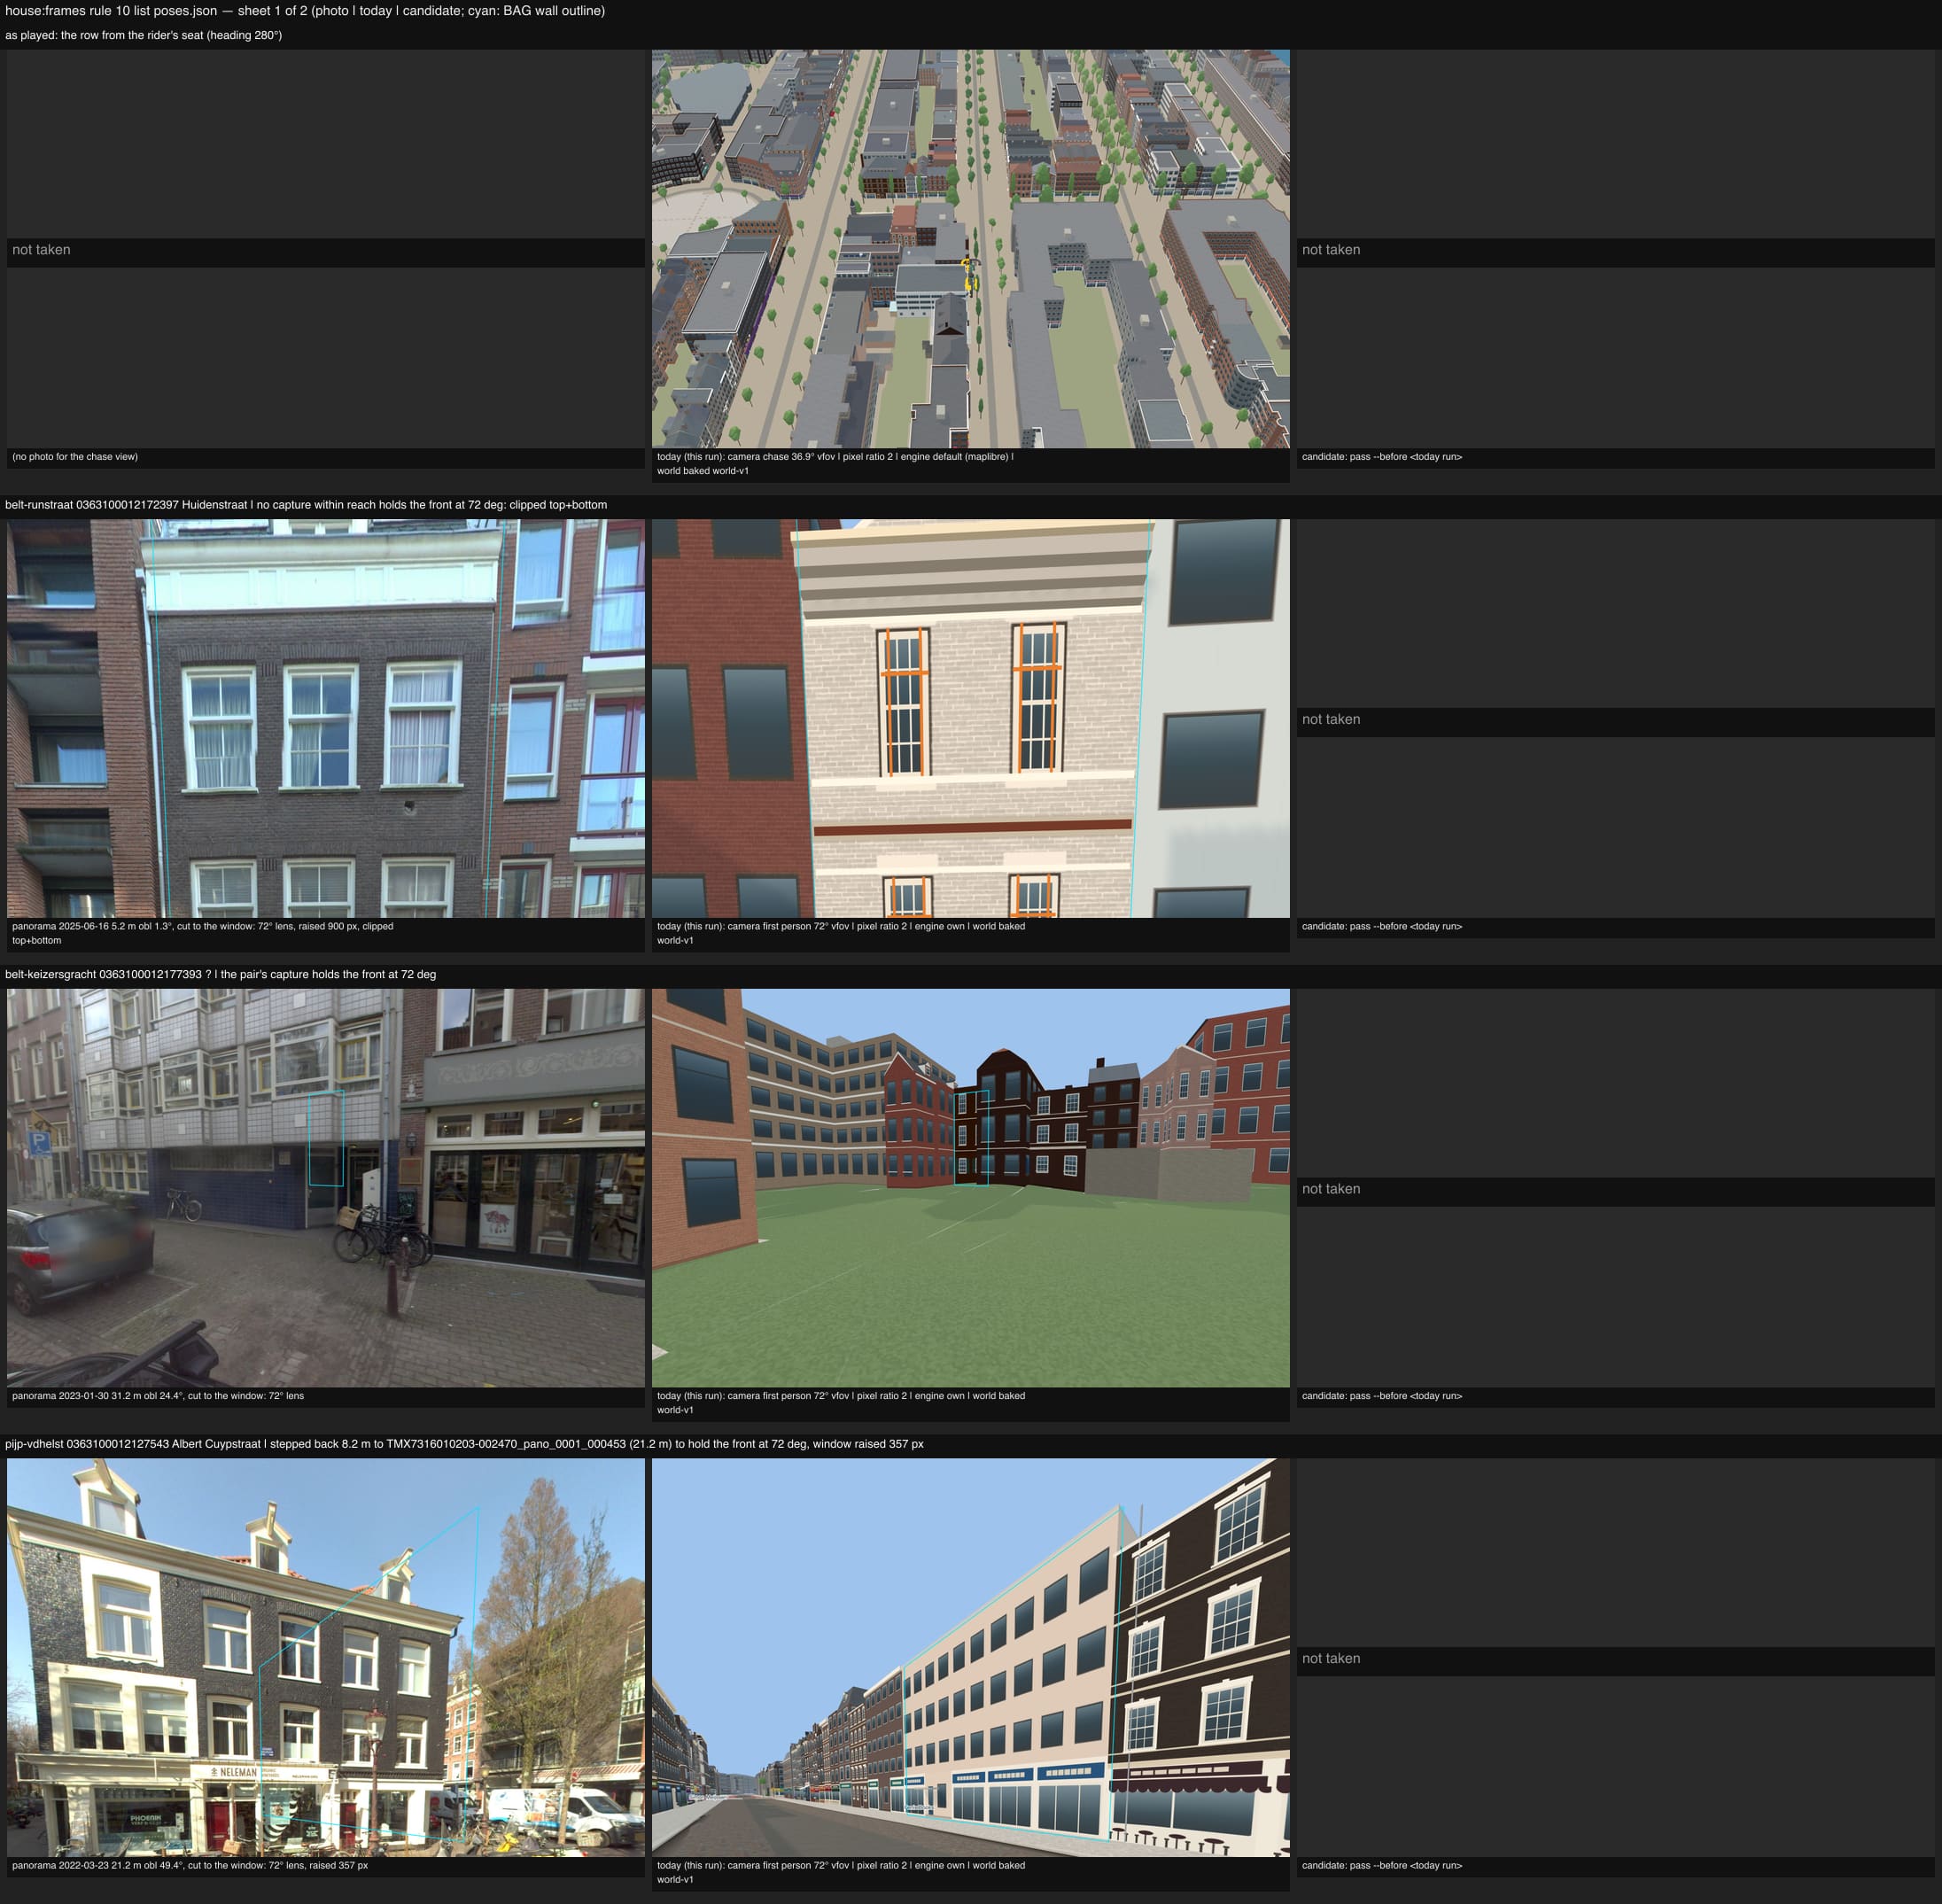 house:frames rule 10 list poses.json — sheet 1 of 2 (photo | today | candidate; cyan: BAG wall outline)
as played: the row from the rider's seat (heading 280°)
not taken
not taken
(no photo for the chase view)
today (this run): camera chase 36.9° vfov | pixel ratio 2 | engine default (maplibre) |
world baked world-v1
candidate: pass --before <today run>
belt-runstraat 0363100012172397 Huidenstraat | no capture within reach holds the front at 72 deg: clipped top+bottom
not taken
panorama 2025-06-16 5.2 m obl 1.3°, cut to the window: 72° lens, raised 900 px, clipped
top+bottom
today (this run): camera first person 72° vfov | pixel ratio 2 | engine own | world baked
world-v1
candidate: pass --before <today run>
belt-keizersgracht 0363100012177393 ? | the pair's capture holds the front at 72 deg
P
not taken
panorama 2023-01-30 31.2 m obl 24.4°, cut to the window: 72° lens
today (this run): camera first person 72° vfov | pixel ratio 2 | engine own | world baked
world-v1
candidate: pass --before <today run>
pijp-vdhelst 0363100012127543 Albert Cuypstraat | stepped back 8.2 m to TMX7316010203-002470_pano_0001_000453 (21.2 m) to hold the front at 72 deg, window raised 357 px
not taken
NELEMAN
PHOENIX
panorama 2022-03-23 21.2 m obl 49.4°, cut to the window: 72° lens, raised 357 px
today (this run): camera first person 72° vfov | pixel ratio 2 | engine own | world baked
world-v1
candidate: pass --before <today run>